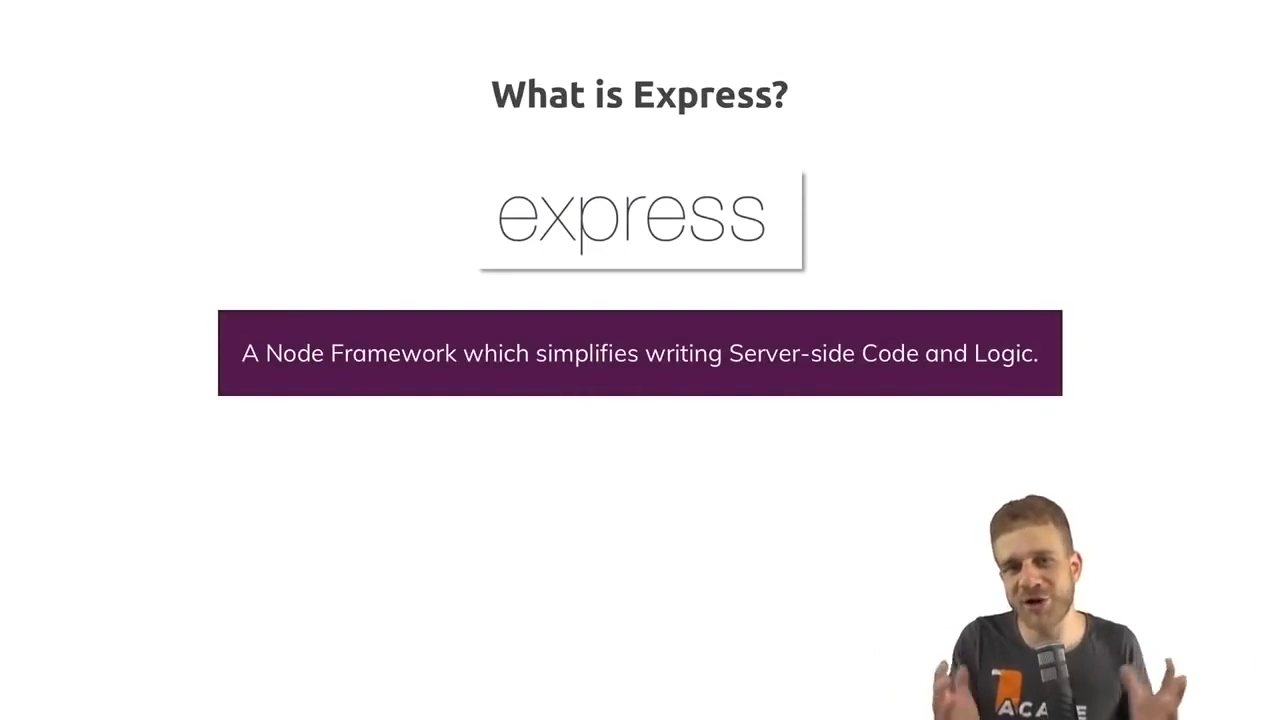 What is Express?
express
A Node Framework which simplifies writing Server-side Code and Logic.